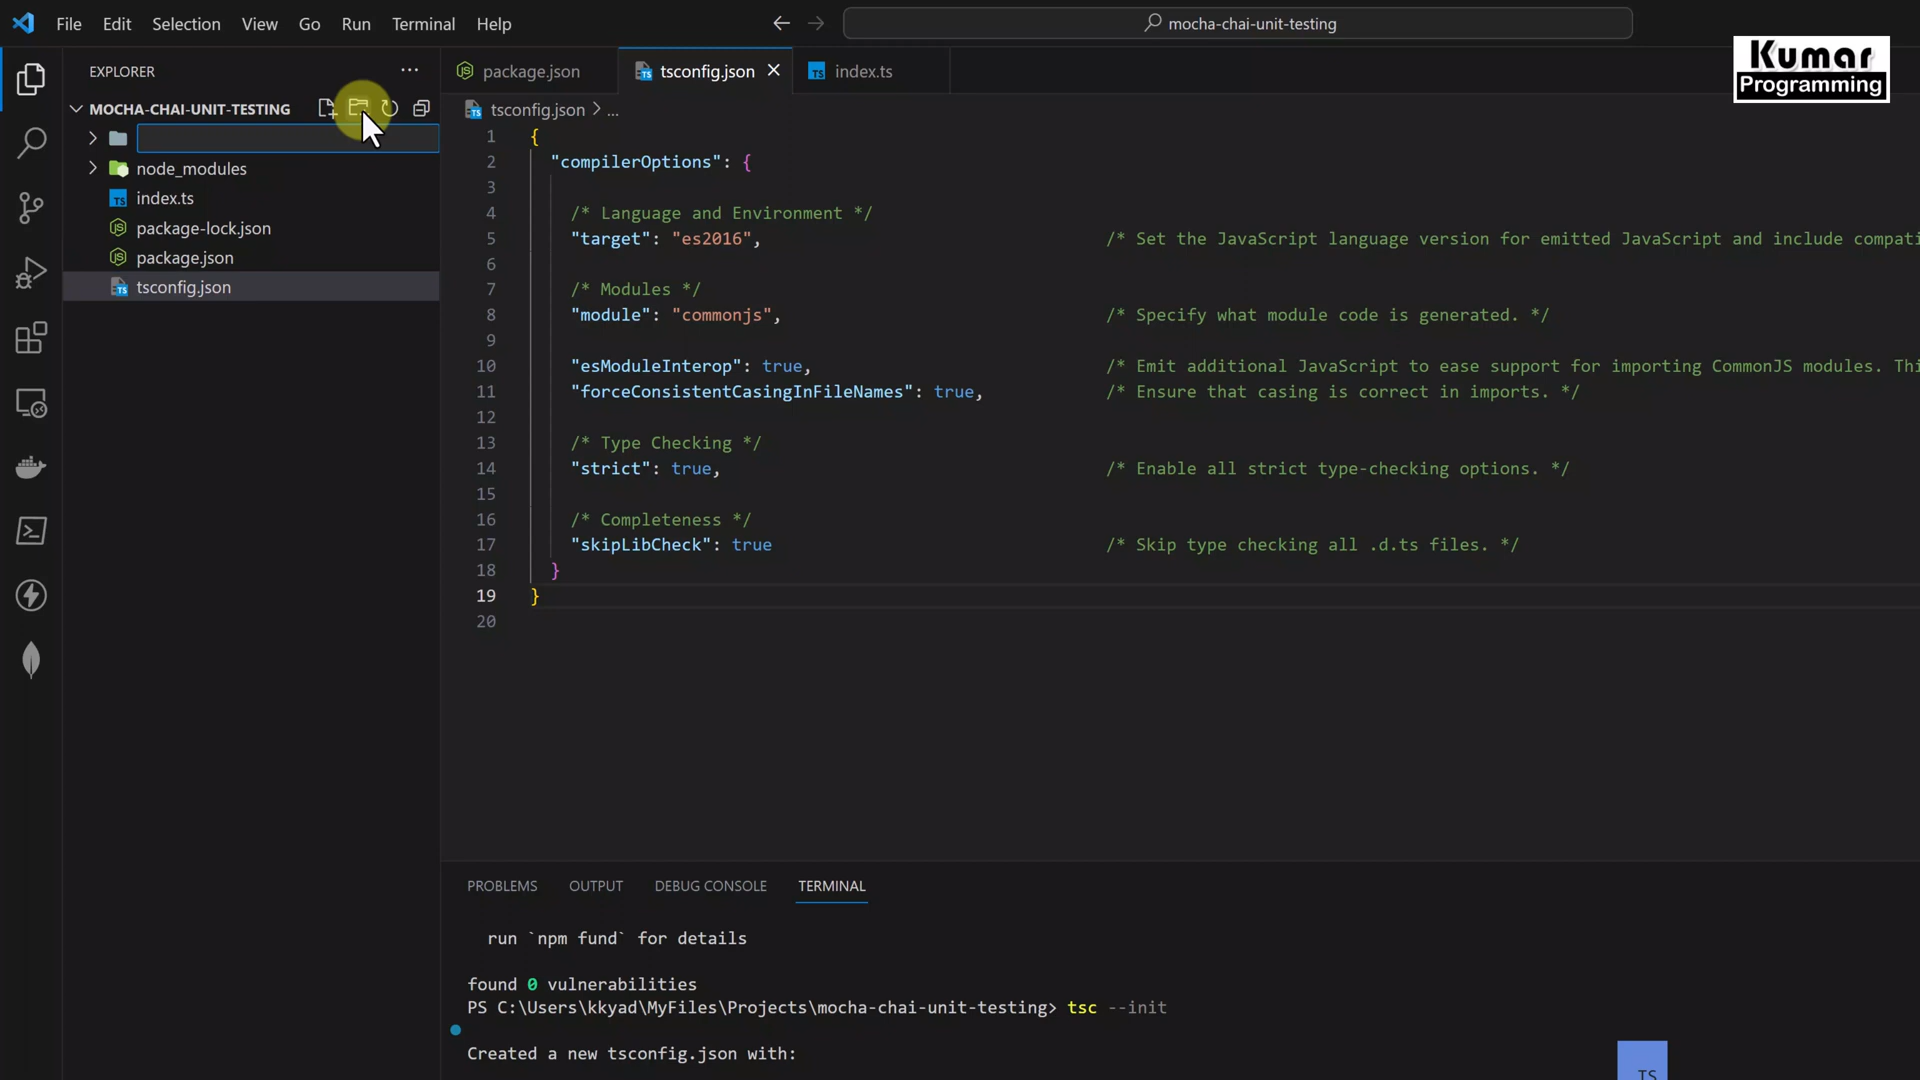 File Edit Selection View Go Run Terminal Help
mocha-chai-unit-testing
Kumar
Programming
EXPLORER
MOCHA-CHAI-UNIT-TESTING
node_modules
index.ts
package-lock.json
package.json
tsconfig.json
package.json tsconfig.json index.ts
tsconfig.json > ...
1 {
2 "compilerOptions": {
3
4 /* Language and Environment */
5 "target": "es2016", /* Set the JavaScript language version for emitted JavaScript and include compati
6
7 /* Modules */
8 "module": "commonjs", /* Specify what module code is generated. */
9
10 "esModuleInterop": true, /* Emit additional JavaScript to ease support for importing CommonJS modules. Thi
11 "forceConsistentCasingInFileNames": true, /* Ensure that casing is correct in imports. */
12
13 /* Type Checking */
14 "strict": true, /* Enable all strict type-checking options. */
15
16 /* Completeness */
17 "skipLibCheck": true /* Skip type checking all .d.ts files. */
18 }
19 }
20
PROBLEMS OUTPUT DEBUG CONSOLE TERMINAL
run `npm fund` for details
found 0 vulnerabilities
PS C:\Users\kkyad\MyFiles\Projects\mocha-chai-unit-testing> tsc --init
Created a new tsconfig.json with:
TS